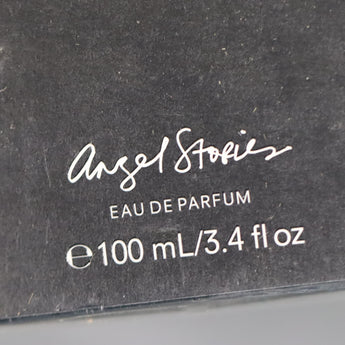 Angel Stories
EAU DE PARFUM
℮100 mL/3.4 fl oz